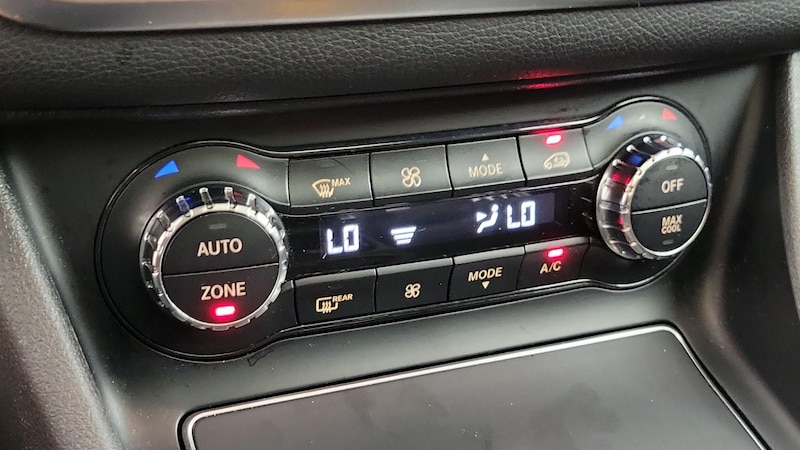 MAX
MODE
AUTO
ZONE
LO
LO
OFF
MAX
COOL
REAR
MODE
A/C